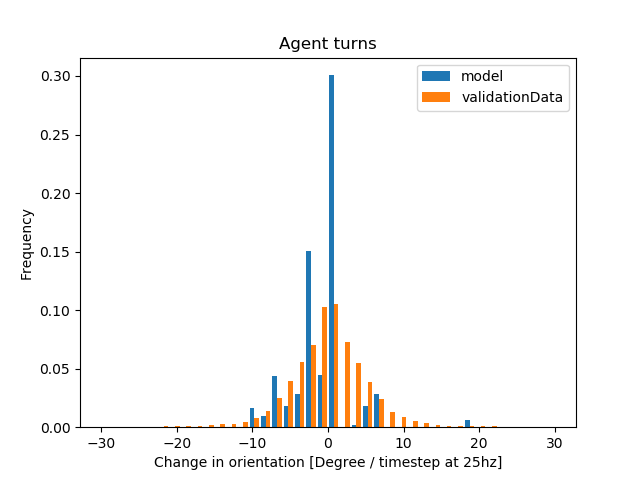 Agent turns
model
validationData
Frequency
0.30
0.25
0.20
0.15
0.10
0.05
0.00
−30 −20 −10 0 10 20 30
Change in orientation [Degree / timestep at 25hz]